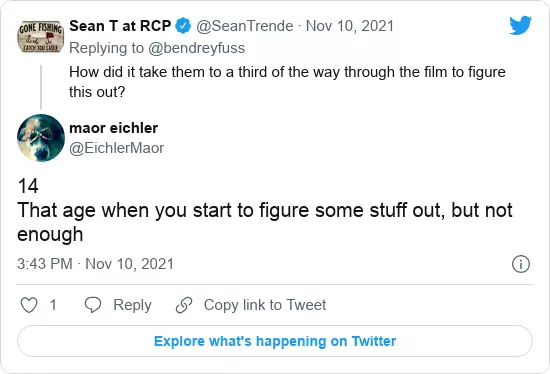 GONE FISHING
Sean T at RCP @SeanTrende · Nov 10, 2021
Replying to @bendreyfuss
How did it take them to a third of the way through the film to figure
this out?
maor eichler
@EichlerMaor
14
That age when you start to figure some stuff out, but not
enough
3:43 PM · Nov 10, 2021
1 Reply Copy link to Tweet
Explore what's happening on Twitter